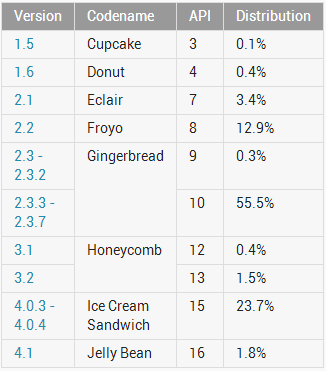 Version Codename API Distribution
1.5 Cupcake 3 0.1%
1.6 Donut 4 0.4%
2.1 Eclair 7 3.4%
2.2 Froyo 8 12.9%
2.3 - Gingerbread 9 0.3%
2.3.2
2.3.3 - 10 55.5%
2.3.7
3.1 Honeycomb 12 0.4%
3.2 13 1.5%
4.0.3 - Ice Cream 15 23.7%
4.0.4 Sandwich
4.1 Jelly Bean 16 1.8%